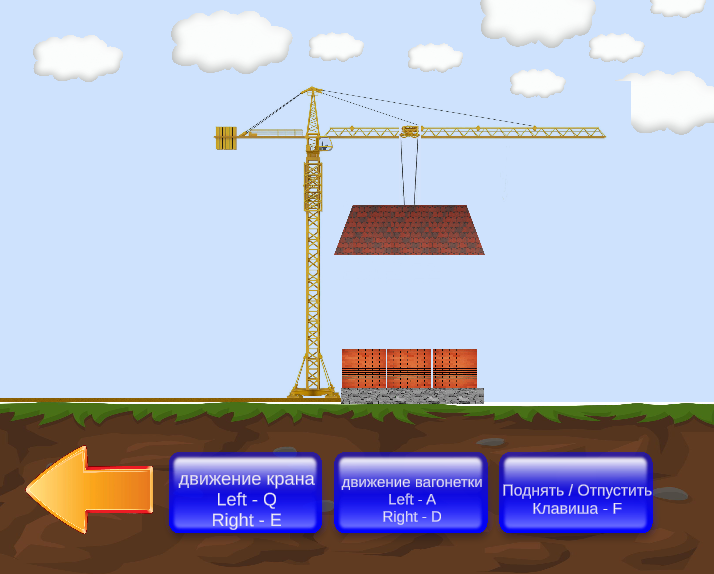 движение крана
Left - Q
Right - E
движение вагонетки
Left - A
Right - D
Поднять / Отпустить
Клавиша - F